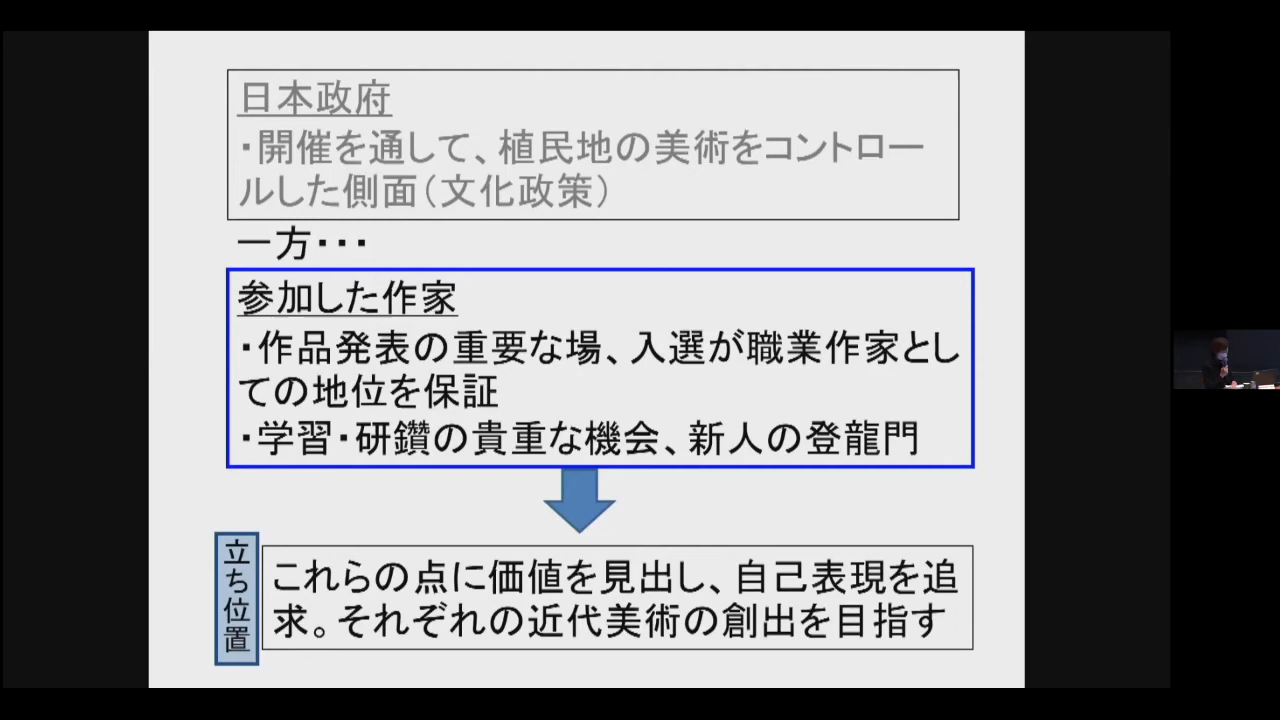 日本政府
・開催を通して、植民地の美術をコントロー
ルした側面（文化政策）
一方・・・
参加した作家
・作品発表の重要な場、入選が職業作家とし
ての地位を保証
・学習・研鑽の貴重な機会、新人の登龍門
立ち位置
これらの点に価値を見出し、自己表現を追
求。それぞれの近代美術の創出を目指す